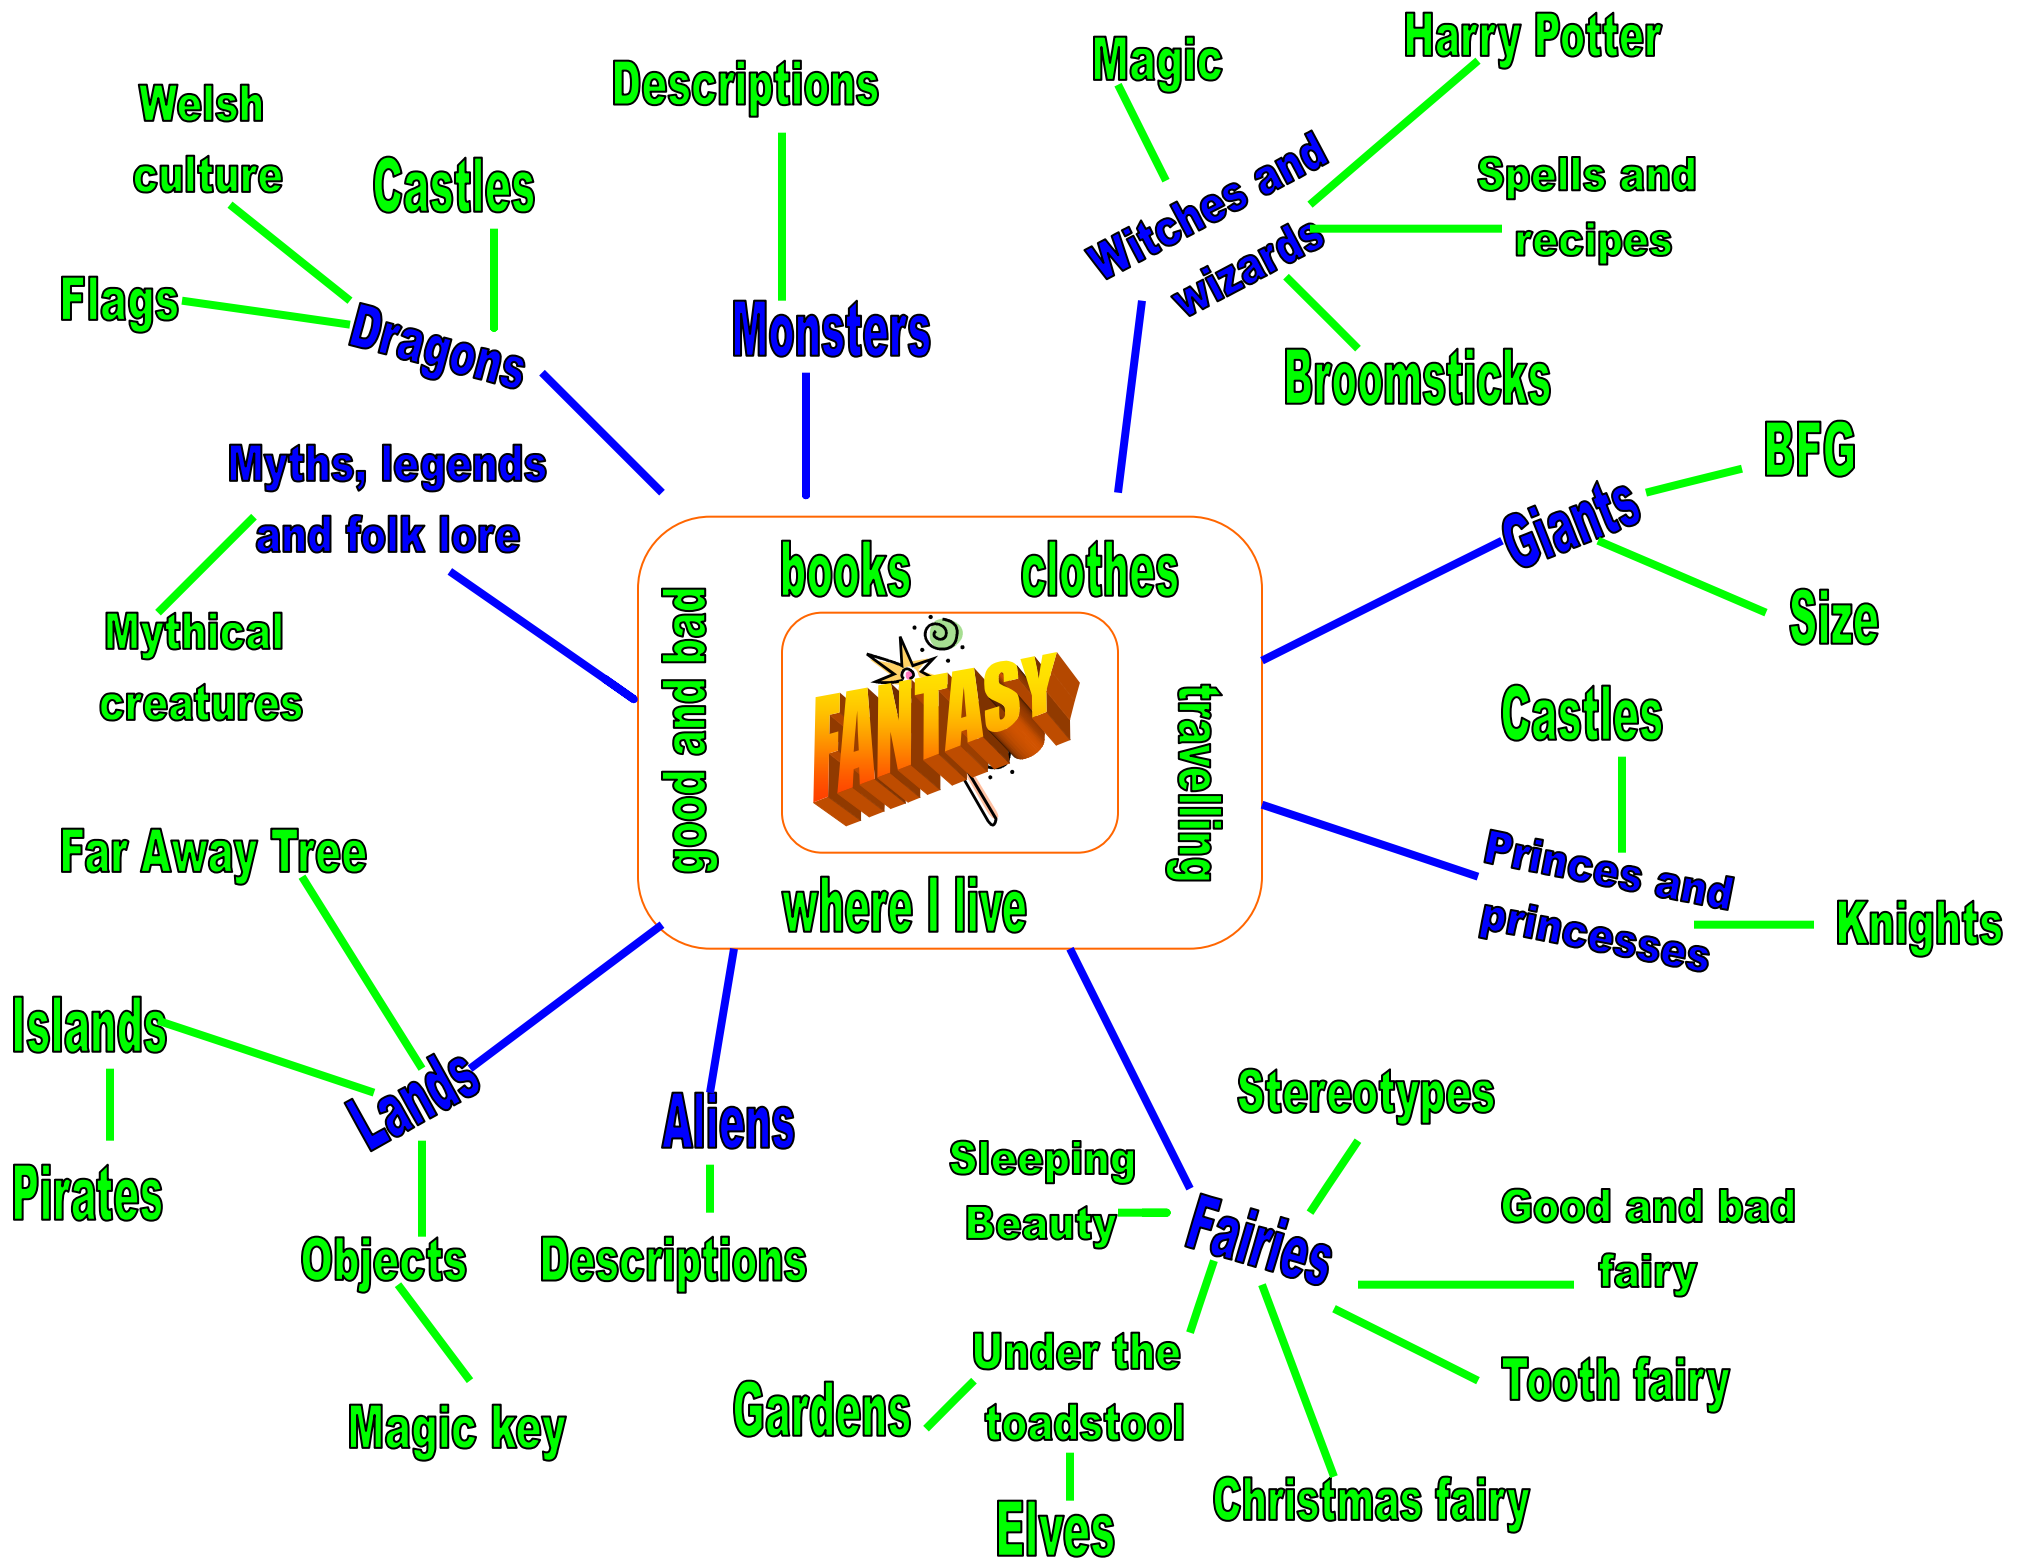 Harry Potter
Magic
Descriptions
Welsh
culture
Castles
Witches and
wizards
Spells and
recipes
Flags
Dragons
Monsters
Broomsticks
Myths, legends
and folk lore
BFG
Giants
Size
Mythical
creatures
books
clothes
good and bad
FANTASY
travelling
where I live
Castles
Princes and
princesses
Knights
Far Away Tree
Islands
Lands
Pirates
Objects
Magic key
Aliens
Descriptions
Stereotypes
Sleeping
Beauty
Fairies
Good and bad
fairy
Under the
toadstool
Gardens
Elves
Tooth fairy
Christmas fairy